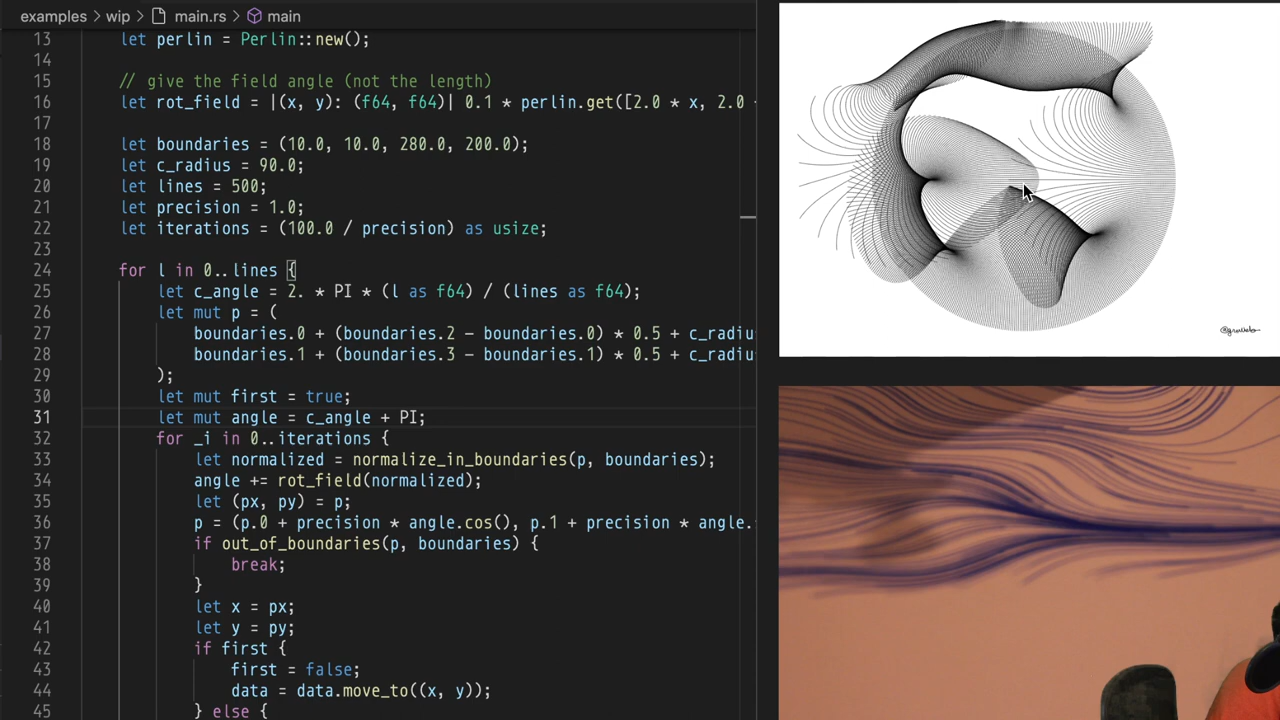 examples > wip > main.rs > main
13 let perlin = Perlin::new();
14
15 // give the field angle (not the length)
16 let rot_field = |(x, y): (f64, f64)| 0.1 * perlin.get([2.0 * x, 2.0
17
18 let boundaries = (10.0, 10.0, 280.0, 200.0);
19 let c_radius = 90.0;
20 let lines = 500;
21 let precision = 1.0;
22 let iterations = (100.0 / precision) as usize;
23
24 for l in 0..lines {
25 let c_angle = 2. * PI * (l as f64) / (lines as f64);
26 let mut p = (
27 boundaries.0 + (boundaries.2 - boundaries.0) * 0.5 + c_radiu
28 boundaries.1 + (boundaries.3 - boundaries.1) * 0.5 + c_radiu
29 );
30 let mut first = true;
31 let mut angle = c_angle + PI;
32 for _i in 0..iterations {
33 let normalized = normalize_in_boundaries(p, boundaries);
34 angle += rot_field(normalized);
35 let (px, py) = p;
36 p = (p.0 + precision * angle.cos(), p.1 + precision * angle.
37 if out_of_boundaries(p, boundaries) {
38 break;
39 }
40 let x = px;
41 let y = py;
42 if first {
43 first = false;
44 data = data.move_to((x, y));
45 } else {